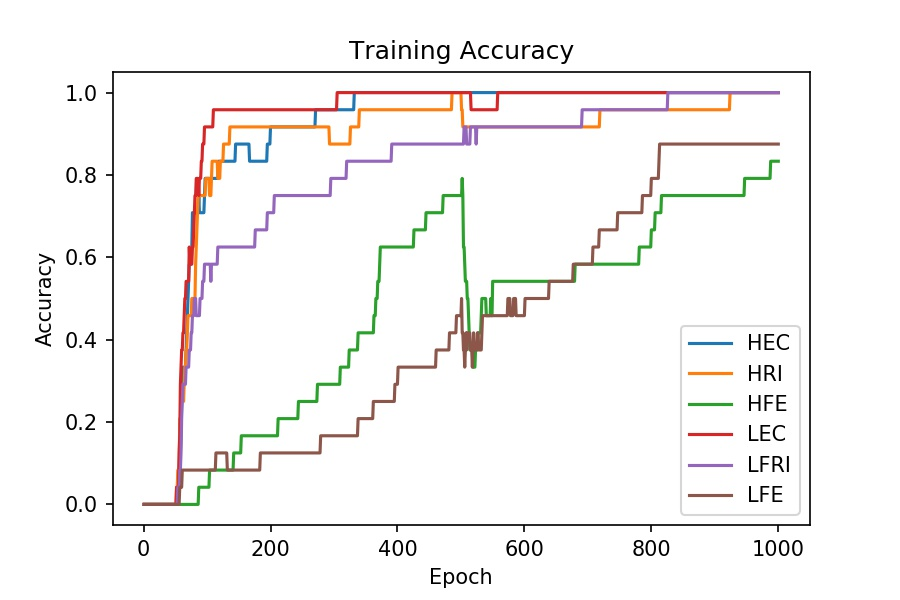 Training Accuracy
1.0
0.8
0.6
0.4
0.2
0.0
Accuracy
0 200 400 600 800 1000
Epoch
HEC
HRI
HFE
LEC
LFRI
LFE